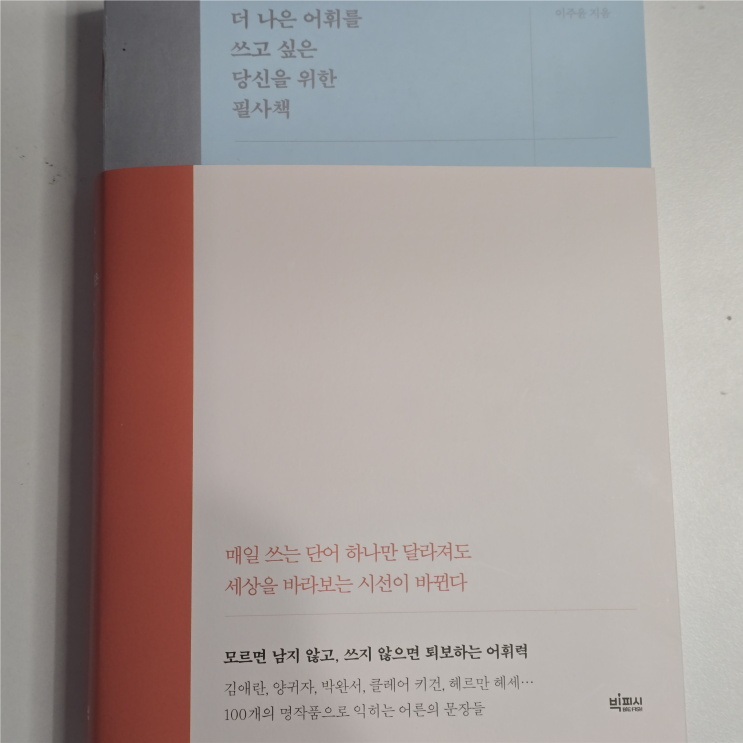 더 나은 어휘를
쓰고 싶은
당신을 위한
필사책
이주윤 지음
매일 쓰는 단어 하나만 달라져도
세상을 바라보는 시선이 바뀐다
모르면 남지 않고, 쓰지 않으면 퇴보하는 어휘력
김애란, 양귀자, 박완서, 클레어 키건, 헤르만 헤세…
100개의 명작품으로 익히는 어른의 문장들
빅피시